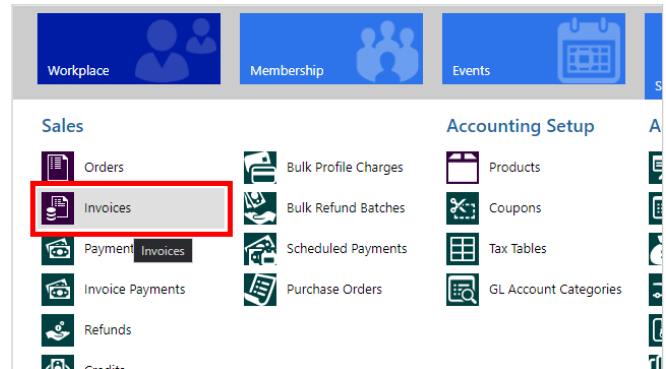 Workplace
Membership
Events
S
Sales
Orders
Invoices
Payment
Invoices
Invoice Payments
Refunds
Credits
Bulk Profile Charges
Bulk Refund Batches
Scheduled Payments
Purchase Orders
Accounting Setup
Products
Coupons
Tax Tables
GL Account Categories
A